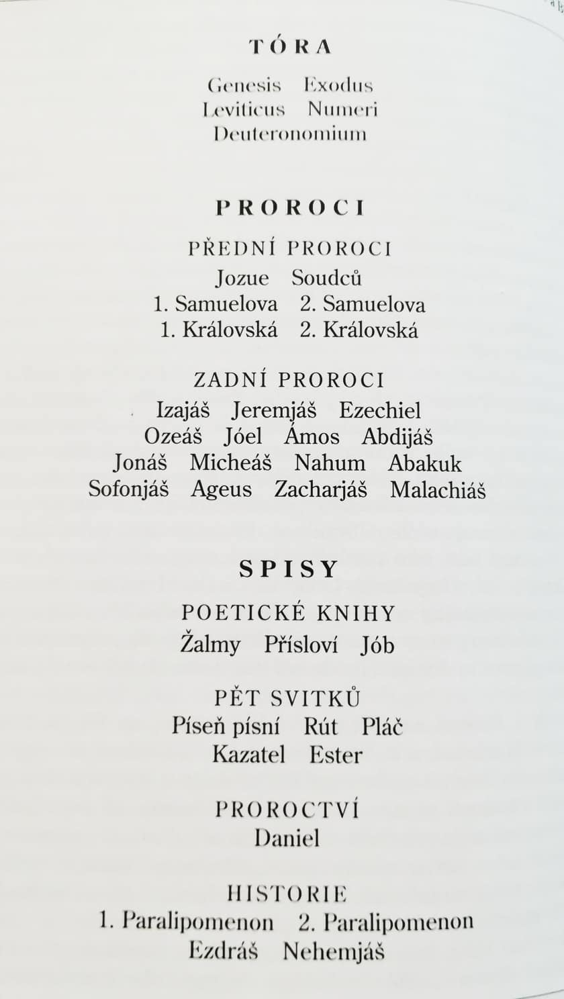 TÓRA
Genesis Exodus
Leviticus Numeri
Deuteronomium
PROROCI
PŘEDNÍ PROROCI
Jozue Soudců
1. Samuelova 2. Samuelova
1. Královská 2. Královská
ZADNÍ PROROCI
Izajáš Jeremjáš Ezechiel
Ozeáš Jóel Ámos Abdijáš
Jonáš Micheáš Nahum Abakuk
Sofonjáš Ageus Zacharjáš Malachiáš
SPISY
POETICKÉ KNIHY
Žalmy Přísloví Jób
PĚT SVITKŮ
Píseň písní Rút Pláč
Kazatel Ester
PROROCTVÍ
Daniel
HISTORIE
1. Paralipomenon 2. Paralipomenon
Ezdráš Nehemjáš